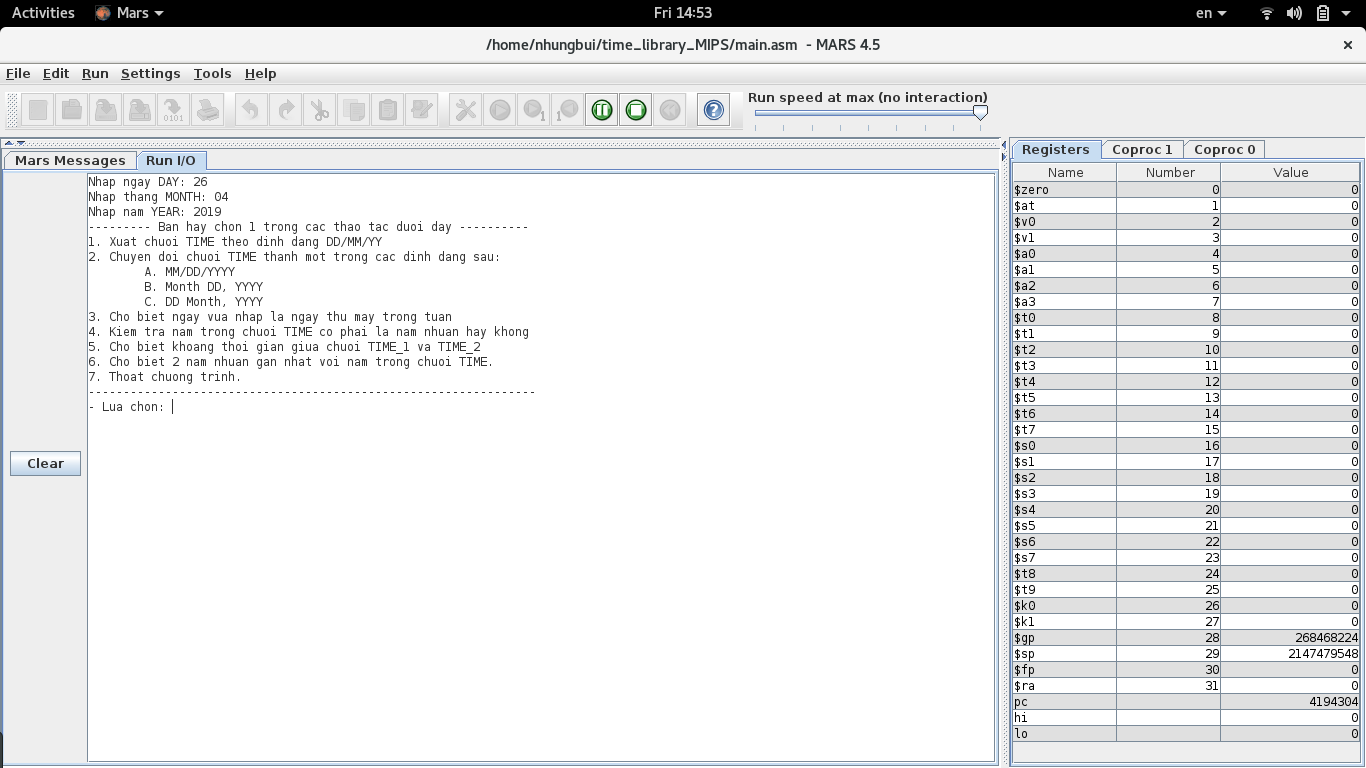 Activities Mars Fri 14:53 en
/home/nhungbui/time_library_MIPS/main.asm - MARS 4.5
File Edit Run Settings Tools Help
Run speed at max (no interaction)
Mars Messages Run I/O
Nhap ngay DAY: 26
Nhap thang MONTH: 04
Nhap nam YEAR: 2019
--------- Ban hay chon 1 trong cac thao tac duoi day ----------
1. Xuat chuoi TIME theo dinh dang DD/MM/YY
2. Chuyen doi chuoi TIME thanh mot trong cac dinh dang sau:
A. MM/DD/YYYY
B. Month DD, YYYY
C. DD Month, YYYY
3. Cho biet ngay vua nhap la ngay thu may trong tuan
4. Kiem tra nam trong chuoi TIME co phai la nam nhuan hay khong
5. Cho biet khoang thoi gian giua chuoi TIME_1 va TIME_2
6. Cho biet 2 nam nhuan gan nhat voi nam trong chuoi TIME.
7. Thoat chuong trinh.
----------------------------------------------------------------
- Lua chon:
Clear
Registers Coproc 1 Coproc 0
Name Number Value
$zero 0 0
$at 1 0
$v0 2 0
$v1 3 0
$a0 4 0
$a1 5 0
$a2 6 0
$a3 7 0
$t0 8 0
$t1 9 0
$t2 10 0
$t3 11 0
$t4 12 0
$t5 13 0
$t6 14 0
$t7 15 0
$s0 16 0
$s1 17 0
$s2 18 0
$s3 19 0
$s4 20 0
$s5 21 0
$s6 22 0
$s7 23 0
$t8 24 0
$t9 25 0
$k0 26 0
$k1 27 0
$gp 28 268468224
$sp 29 2147479548
$fp 30 0
$ra 31 0
pc 4194304
hi 0
lo 0